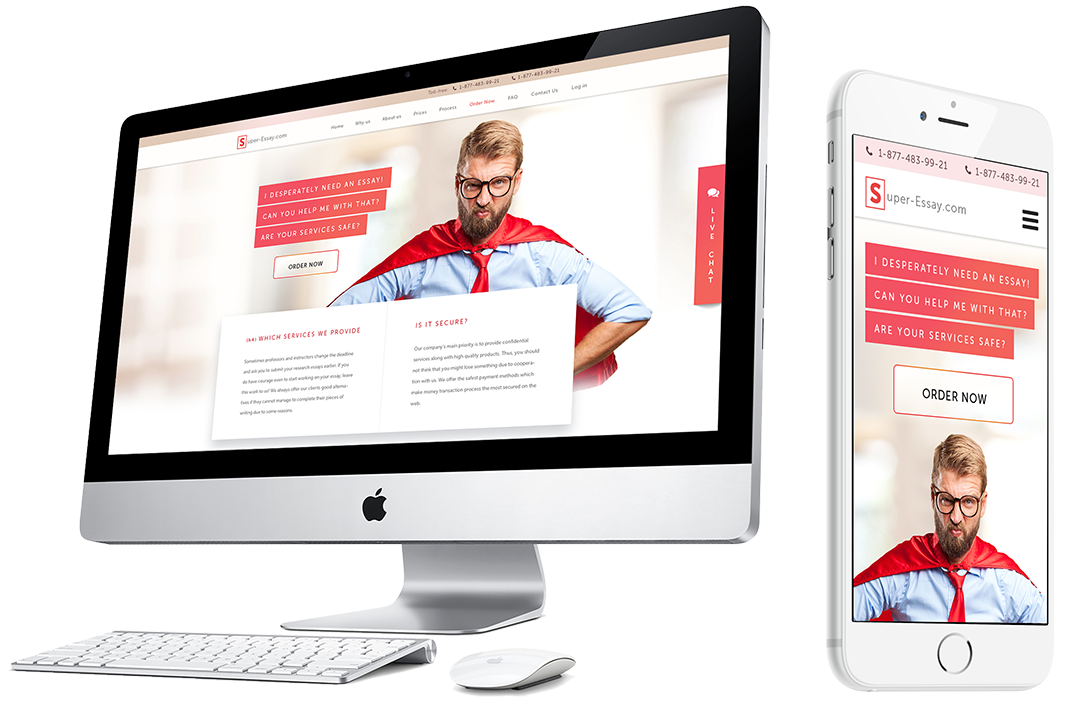 Toll-free: 1-877-483-99-21 1-877-483-99-21
Super-Essay.com
Home Why us About us Prices Process Order Now FAQ Contact Us Log in
I DESPERATELY NEED AN ESSAY!
CAN YOU HELP ME WITH THAT?
ARE YOUR SERVICES SAFE?
ORDER NOW
LIVE CHAT
WHICH SERVICES WE PROVIDE
Sometimes professors and instructors change the deadline
and ask you to submit your research essays earlier. If you
do have courage even to start working on your essay, leave
this work to us! We always offer our clients good alterna-
tives if they cannot manage to complete their pieces of
writing due to some reasons.
IS IT SECURE?
Our company's main priority is to provide confidential
services along with high quality products. Thus, you should
not think that you might lose something due to coopera-
tion with us. We offer the safest payment methods which
make money transaction process the most secured on the
web.
1-877-483-99-21 1-877-483-99-21
Super-Essay.com
I DESPERATELY NEED AN ESSAY!
CAN YOU HELP ME WITH THAT?
ARE YOUR SERVICES SAFE?
ORDER NOW